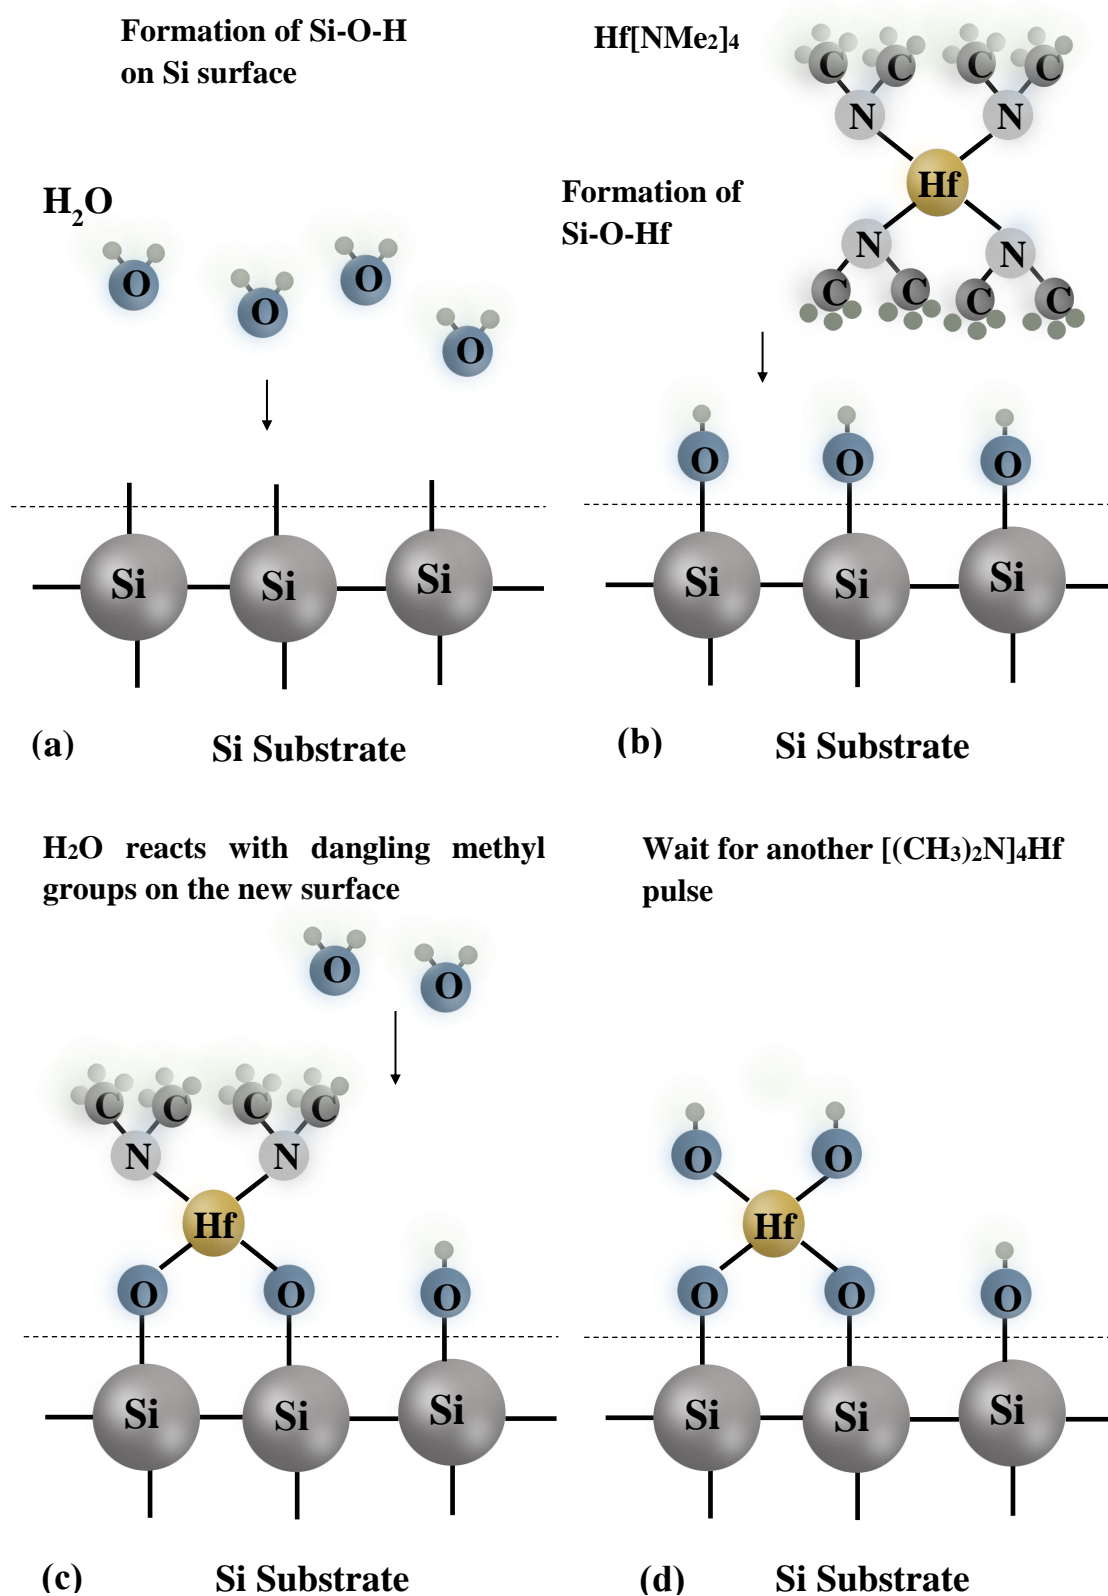 Formation of Si-O-H
on Si surface
H₂O
O
O
O
O
Si
Si
Si
(a)
Si Substrate
Hf[NMe₂]₄
C
C
C
C
N
N
Hf
Formation of
Si-O-Hf
N
N
C
C
C
C
O
O
O
Si
Si
Si
(b)
Si Substrate
H₂O reacts with dangling methyl
groups on the new surface
O
O
C
C
C
C
N
N
Hf
O
O
O
Si
Si
Si
(c)
Si Substrate
Wait for another [(CH₃)₂N]₄Hf
pulse
O
O
Hf
O
O
O
Si
Si
Si
(d)
Si Substrate